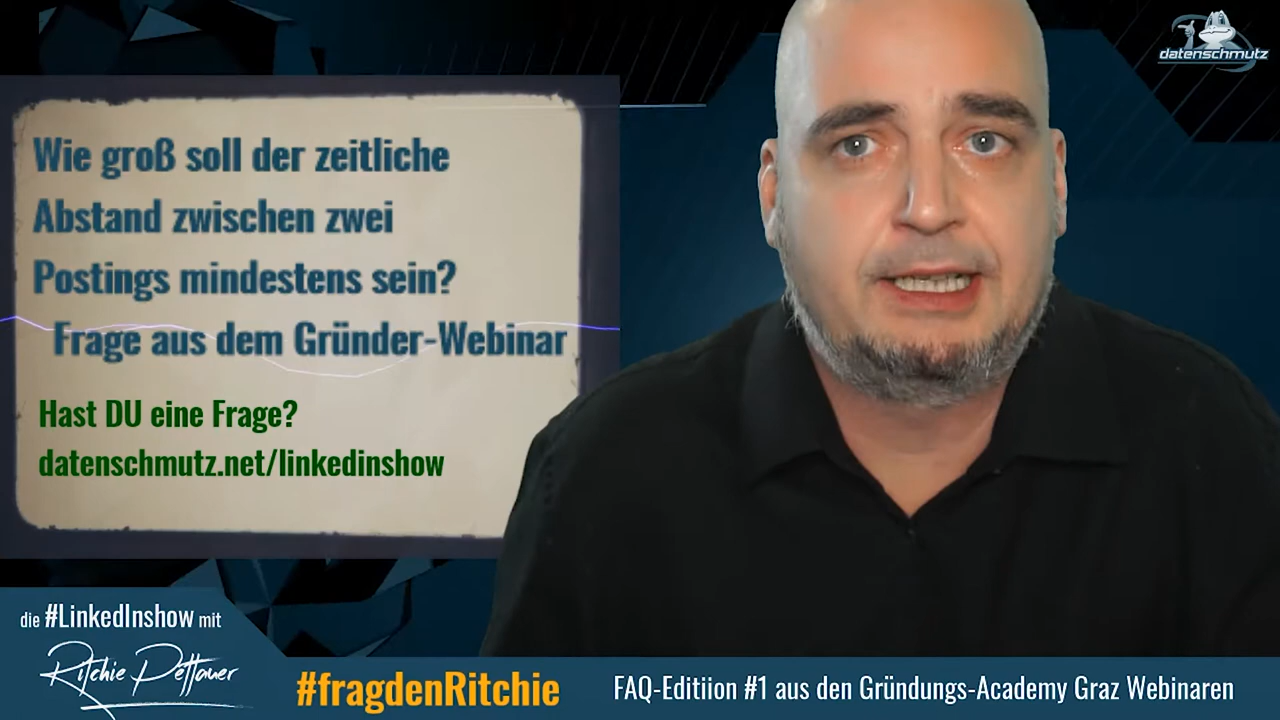 datenschmutz
Wie groß soll der zeitliche
Abstand zwischen zwei
Postings mindestens sein?
Frage aus dem Gründer-Webinar
Hast DU eine Frage?
datenschmutz.net/linkedinshow
die #LinkedInshow mit
Ritchie Pettauer
#fragdenRitchie
FAQ-Editiion #1 aus den Gründungs-Academy Graz Webinaren